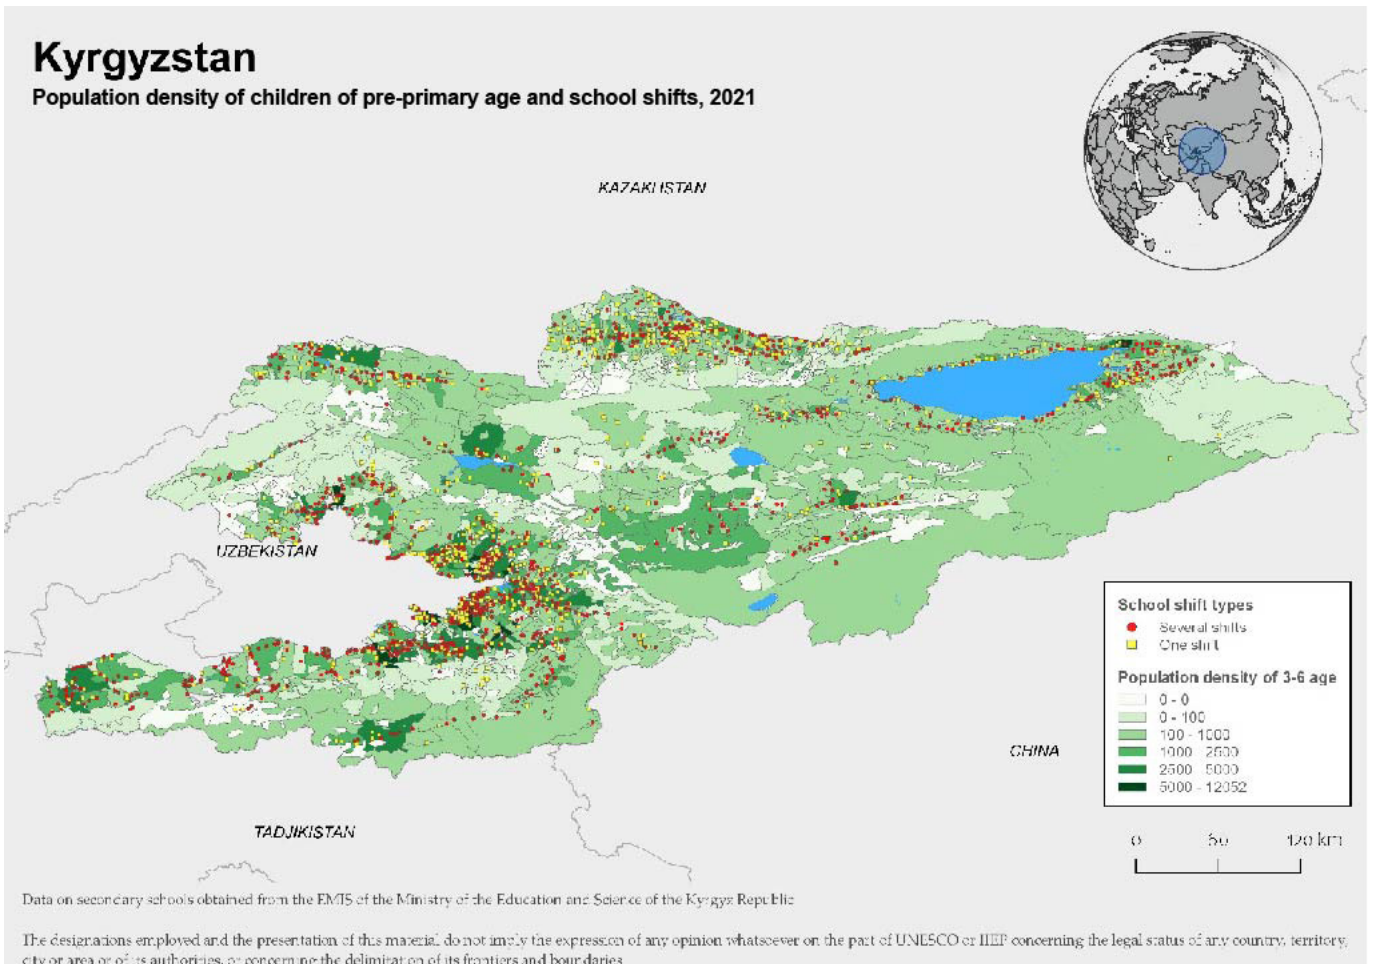 Kyrgyzstan
Population density of children of pre-primary age and school shifts, 2021
KAZAKHSTAN
UZBEKISTAN
School shift types
Several shifts
One shift
Population density of 3-6 age
0 - 0
0 - 100
100 - 1000
1000 - 2500
2500 - 5000
5000 - 12052
CHINA
TADJIKISTAN
0 60 120 km
Data on secondary schools obtained from the EMIS of the Ministry of the Education and Science of the Kyrgyz Republic
The designations employed and the presentation of this material do not imply the expression of any opinion whatsoever on the part of UNESCO or IIEP concerning the legal status of any country, territory,
city or area or of its authorities, or concerning the delimitation of its frontiers and boundaries